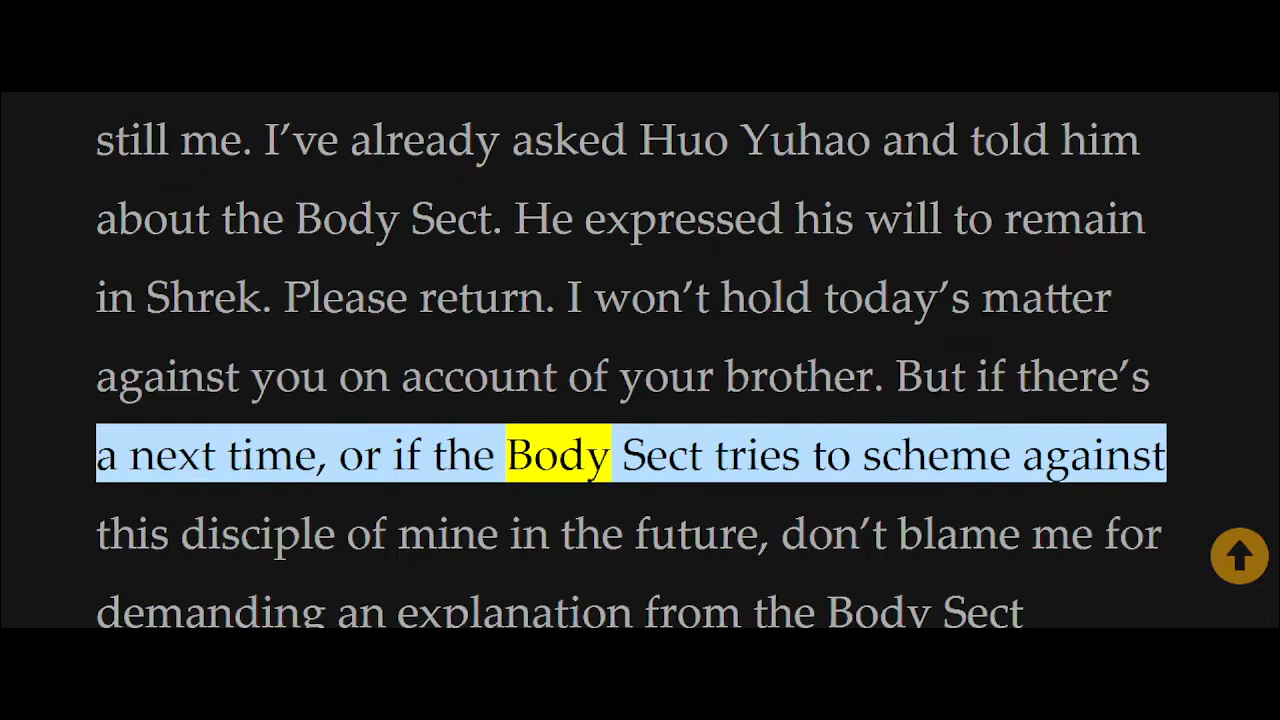 still me. I’ve already asked Huo Yuhao and told him
about the Body Sect. He expressed his will to remain
in Shrek. Please return. I won’t hold today’s matter
against you on account of your brother. But if there’s
a next time, or if the Body Sect tries to scheme against
this disciple of mine in the future, don’t blame me for
demanding an explanation from the Body Sect